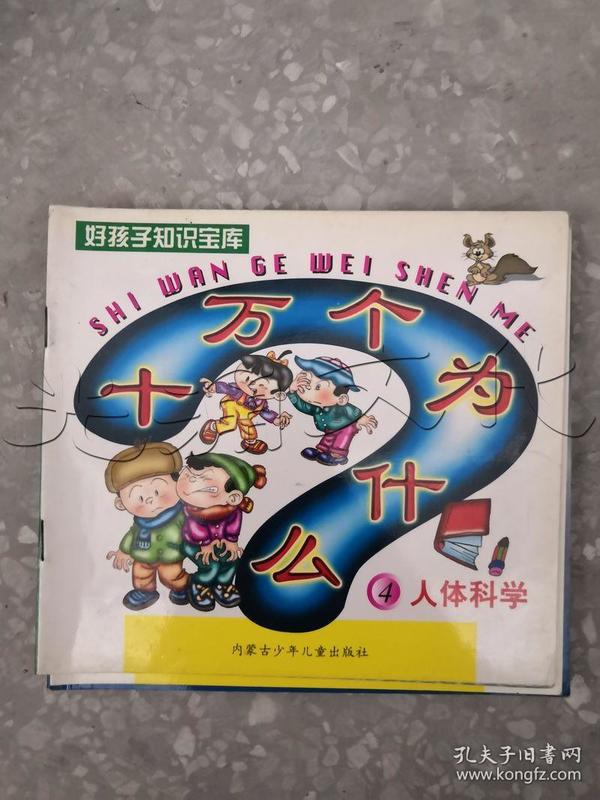 好孩子知识宝库
SHI WAN GE WEI SHEN ME
十万个为什么
4 人体科学
内蒙古少年儿童出版社
孔夫子旧书网
www.kongfz.com